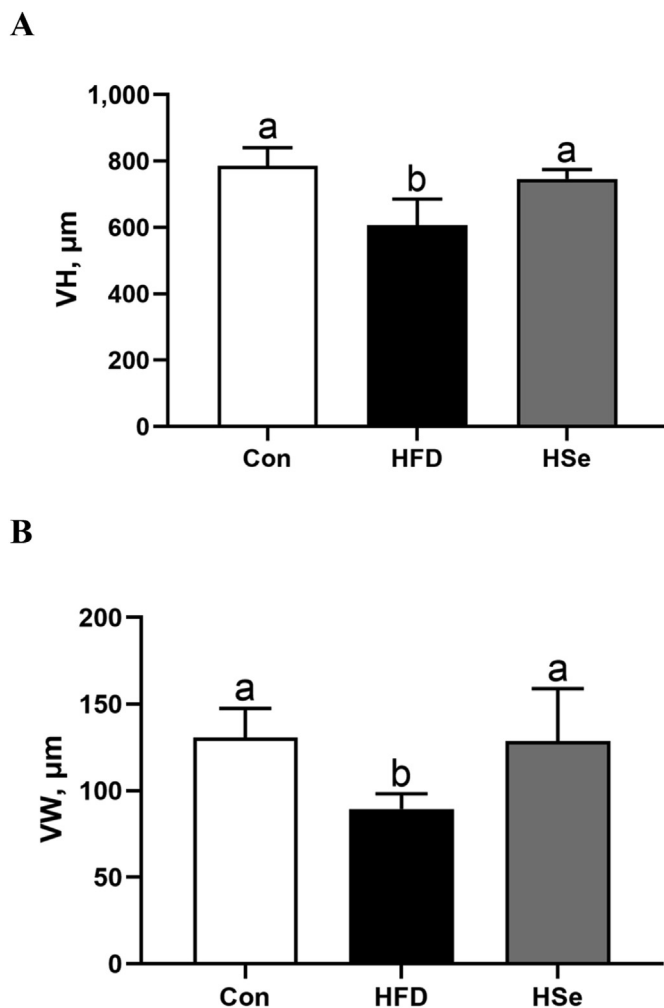 A
1,000
a
a
800
b
600
VH, µm
400
200
0
Con HFD HSe
B
200
a
a
150
b
100
VW, µm
50
0
Con HFD HSe